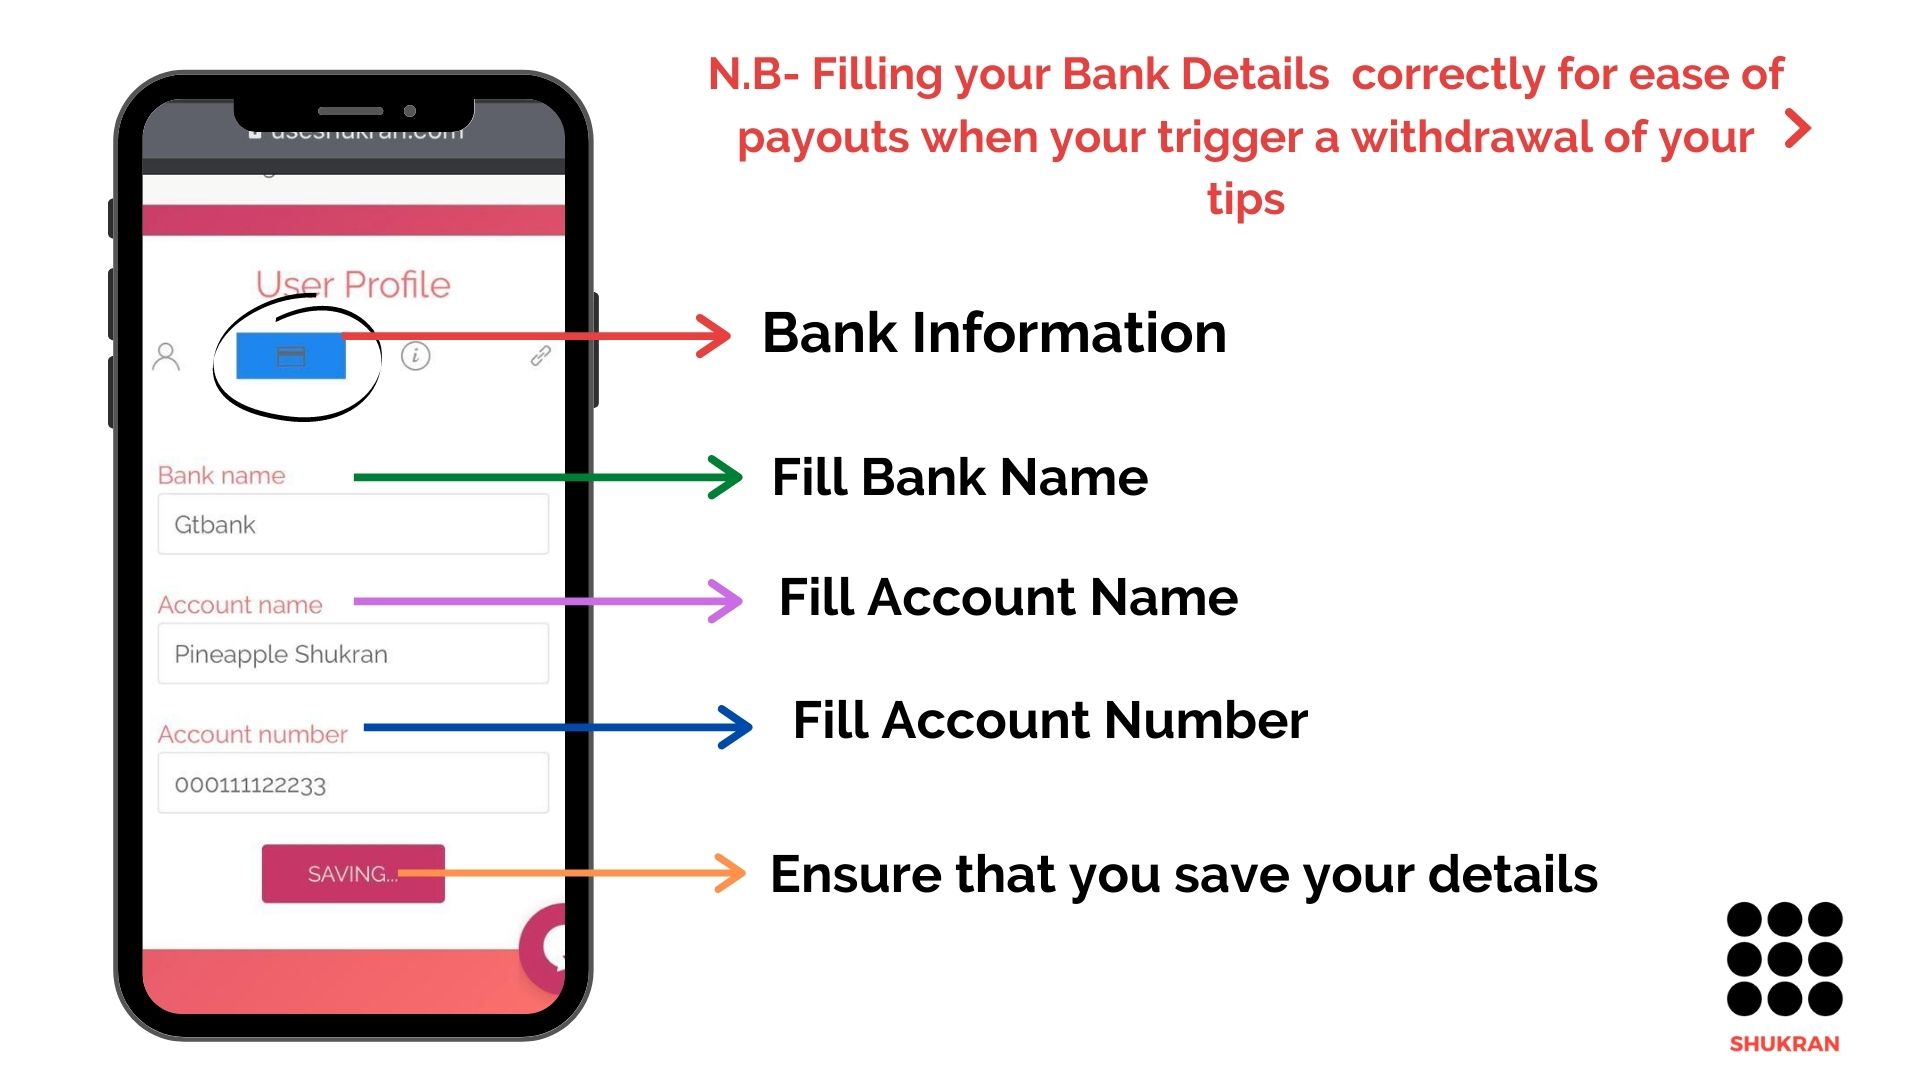 N.B- Filling your Bank Details correctly for ease of
payouts when your trigger a withdrawal of your
tips
useshukran.com
User Profile
Bank Information
Bank name
Fill Bank Name
Gtbank
Account name
Fill Account Name
Pineapple Shukran
Account number
Fill Account Number
000111122233
SAVING...
Ensure that you save your details
SHUKRAN